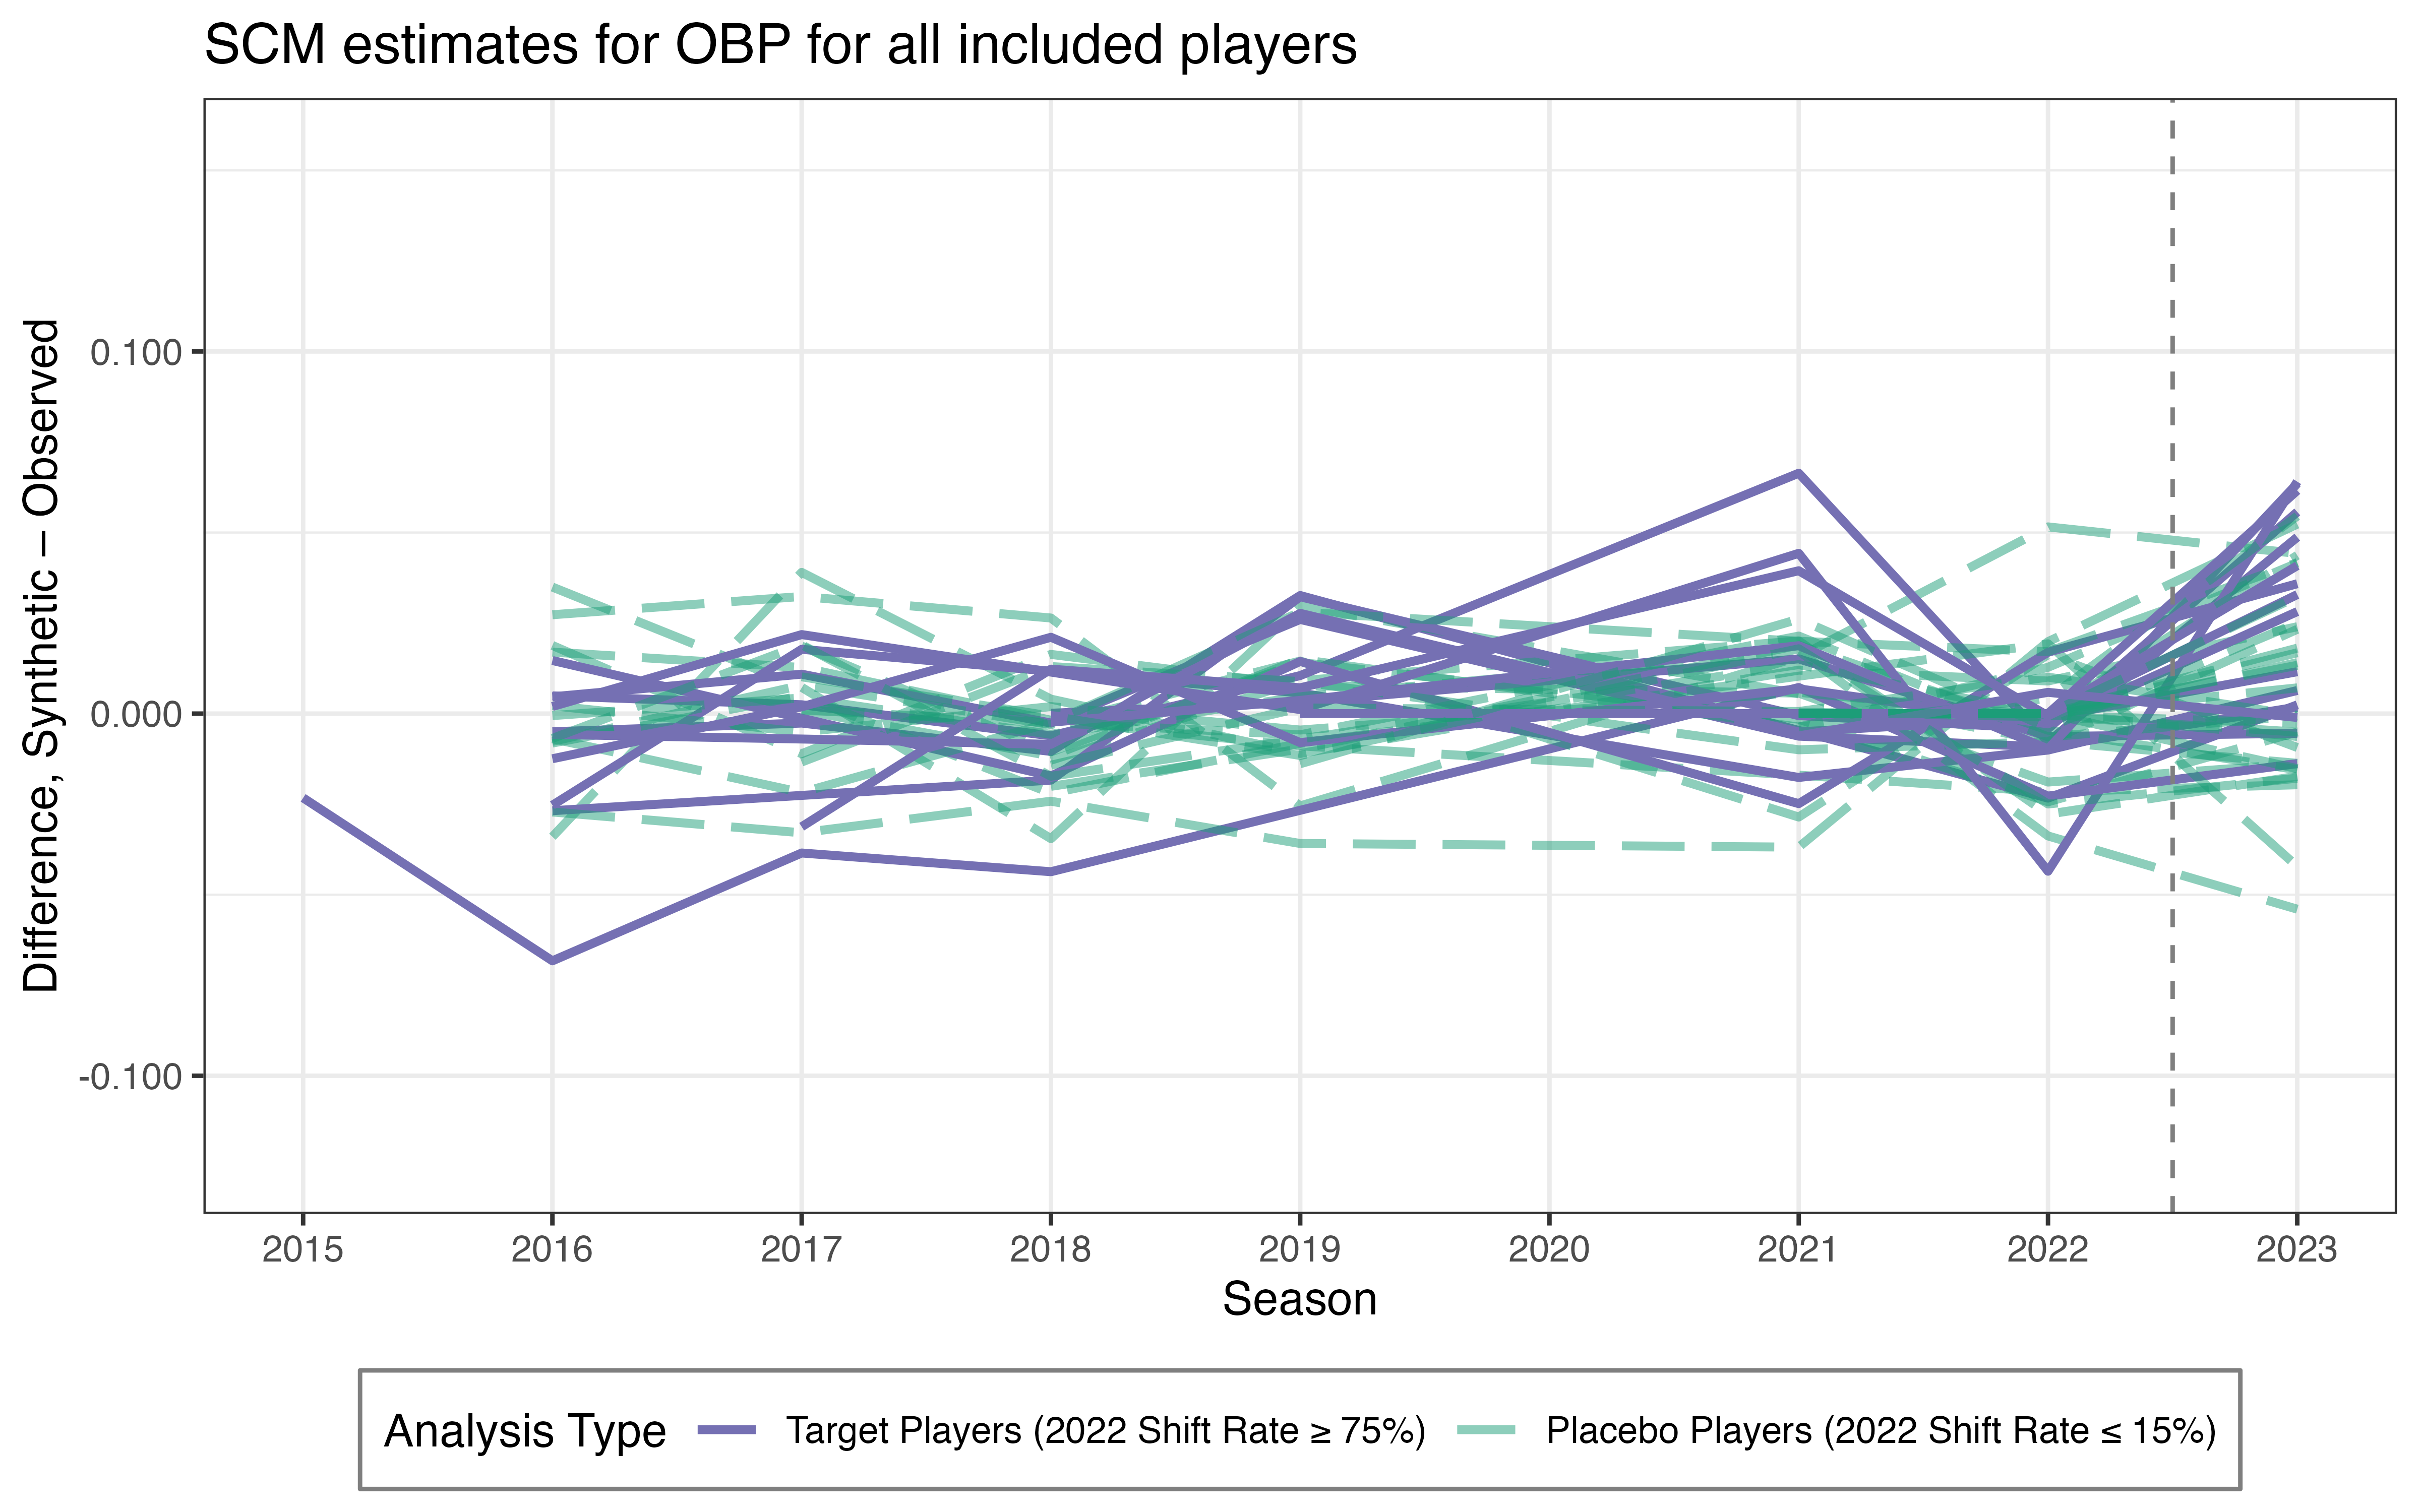 SCM estimates for OBP for all included players
Difference, Synthetic – Observed
0.100
0.000
-0.100
2015 2016 2017 2018 2019 2020 2021 2022 2023
Season
Analysis Type Target Players (2022 Shift Rate ≥ 75%) Placebo Players (2022 Shift Rate ≤ 15%)